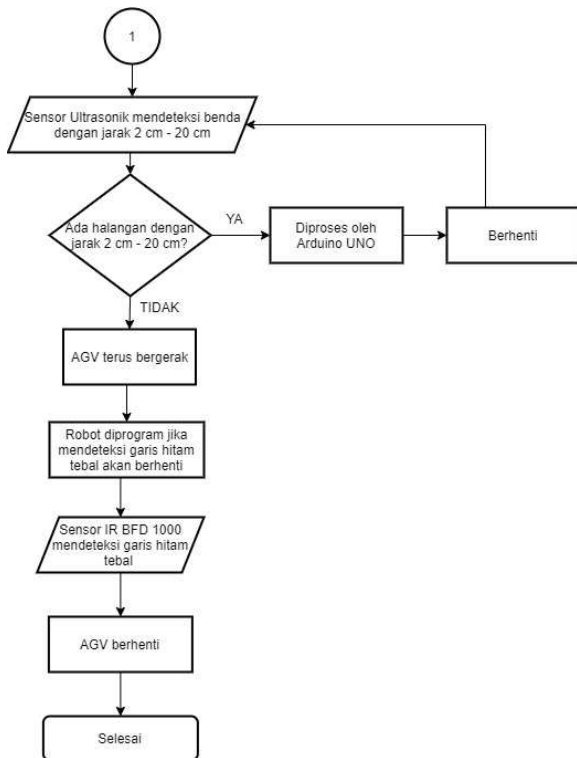 1
Sensor Ultrasonik mendeteksi benda
dengan jarak 2 cm - 20 cm
Ada halangan dengan
jarak 2 cm - 20 cm?
YA
Diproses oleh
Arduino UNO
Berhenti
TIDAK
AGV terus bergerak
Robot diprogram jika
mendeteksi garis hitam
tebal akan berhenti
Sensor IR BFD 1000
mendeteksi garis hitam
tebal
AGV berhenti
Selesai